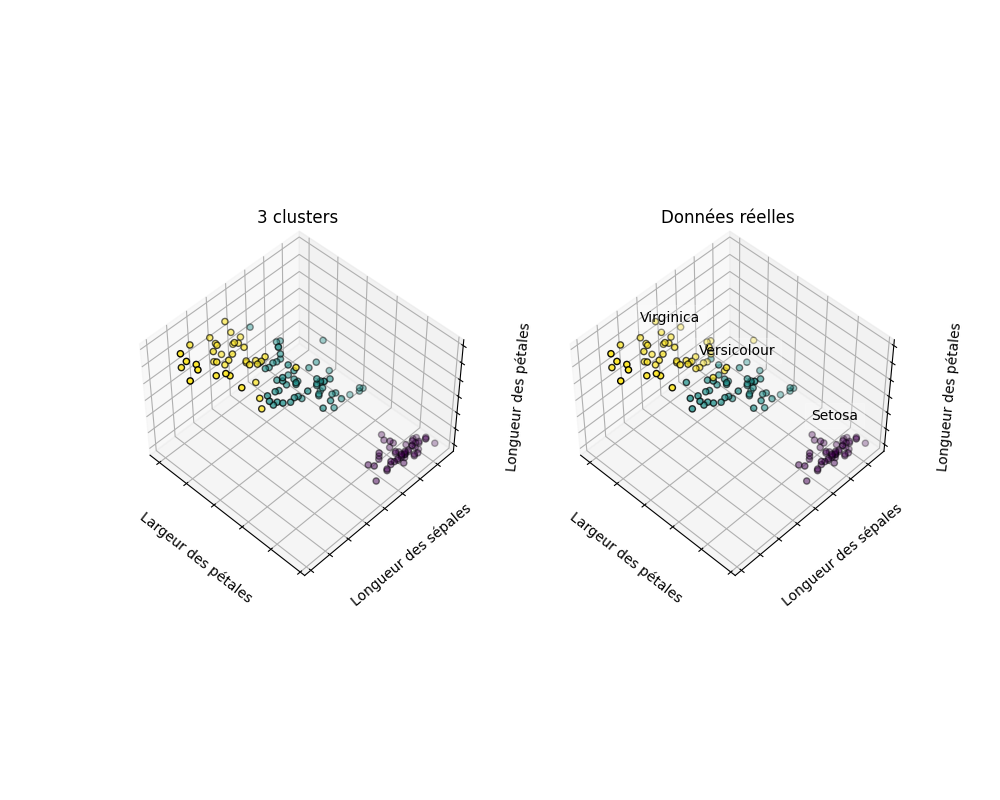 3 clusters
Longueur des pétales
Largeur des pétales
Longueur des sépales
Données réelles
Virginica
Versicolour
Setosa
Longueur des pétales
Largeur des pétales
Longueur des sépales